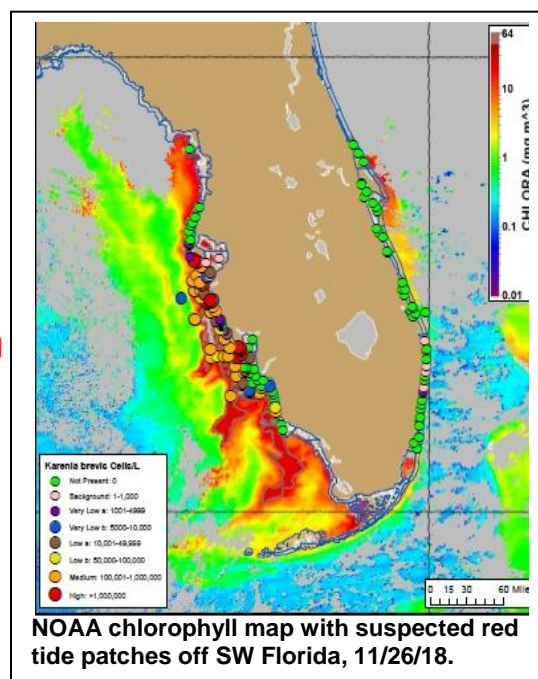 64
10
1
0.1
0.01
CHLORA (mg m^3)
Karenia brevis Cells/L
Not Present: 0
Background: 1-1,000
Very Low a: 1001-4999
Very Low b: 5000-10,000
Low a: 10,001-49,999
Low b: 50,000-100,000
Medium: 100,001-1,000,000
High: >1,000,000
0 15 30 60 Mile
NOAA chlorophyll map with suspected red
tide patches off SW Florida, 11/26/18.